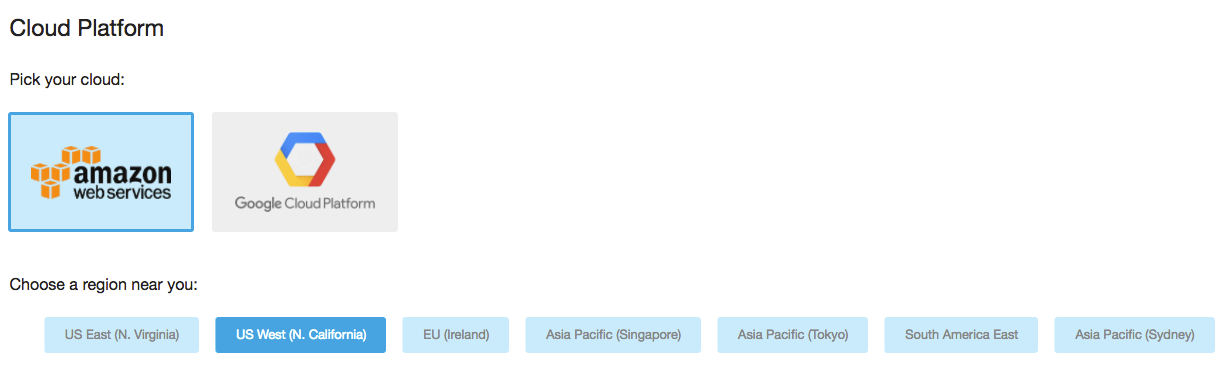 Cloud Platform
Pick your cloud:
amazon
web services
Google Cloud Platform
Choose a region near you:
US East (N. Virginia) US West (N. California) EU (Ireland) Asia Pacific (Singapore) Asia Pacific (Tokyo) South America East Asia Pacific (Sydney)